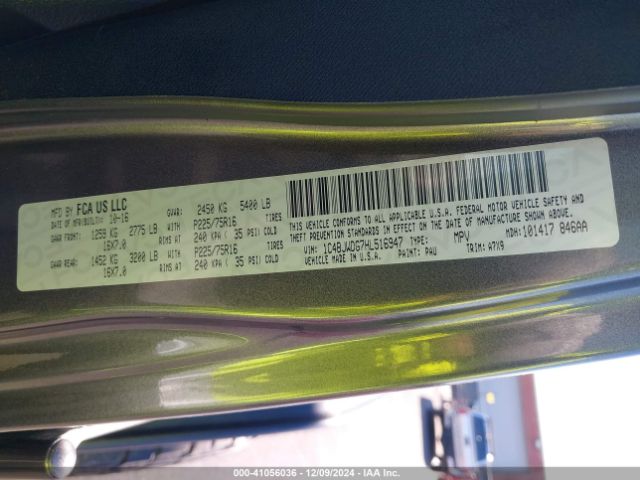 MFD BY FCA US LLC
DATE OF MFR/BUILT: 10-16 GVWR: 2450 KG 5400 LB
GAWR FRONT: 1259 KG 2775 LB WITH P225/75R16 TIRES
16X7.0 RIMS AT 240 KPA ( 35 PSI) COLD
GAWR REAR: 1452 KG 3200 LB WITH P225/75R16 TIRES
16X7.0 RIMS AT 240 KPA ( 35 PSI) COLD
THIS VEHICLE CONFORMS TO ALL APPLICABLE U.S.A. FEDERAL MOTOR VEHICLE SAFETY AND
THEFT PREVENTION STANDARDS IN EFFECT ON THE DATE OF MANUFACTURE SHOWN ABOVE.
VIN: 1C4BJWDG7HL516947 TYPE: MPV MDH: 101417 846AA
VEHICLE MADE IN U.S.A. PAINT: PAU TRIM: A7X9
000-41056036 - 12/09/2024 - IAA Inc.